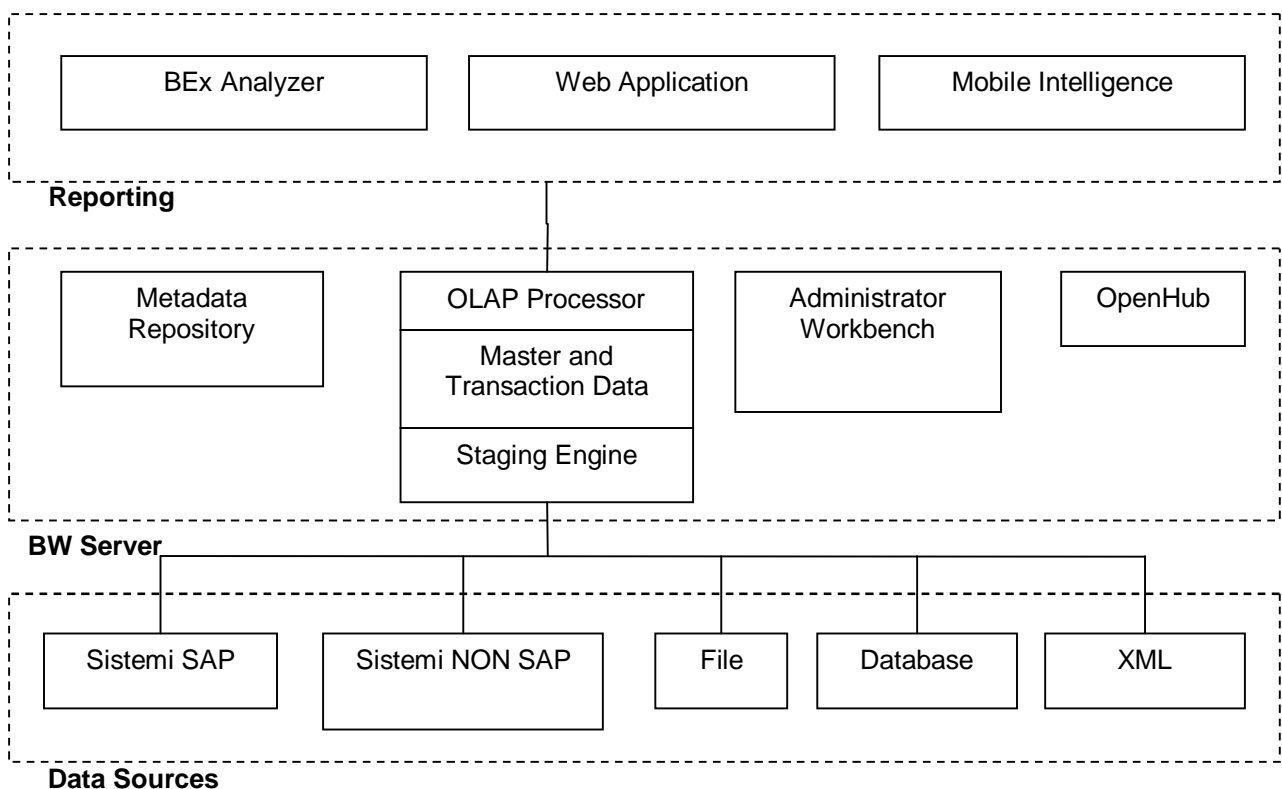 BEx Analyzer
Web Application
Mobile Intelligence
Reporting
Metadata
Repository
OLAP Processor
Master and
Transaction Data
Staging Engine
Administrator
Workbench
OpenHub
BW Server
Sistemi SAP
Sistemi NON SAP
File
Database
XML
Data Sources